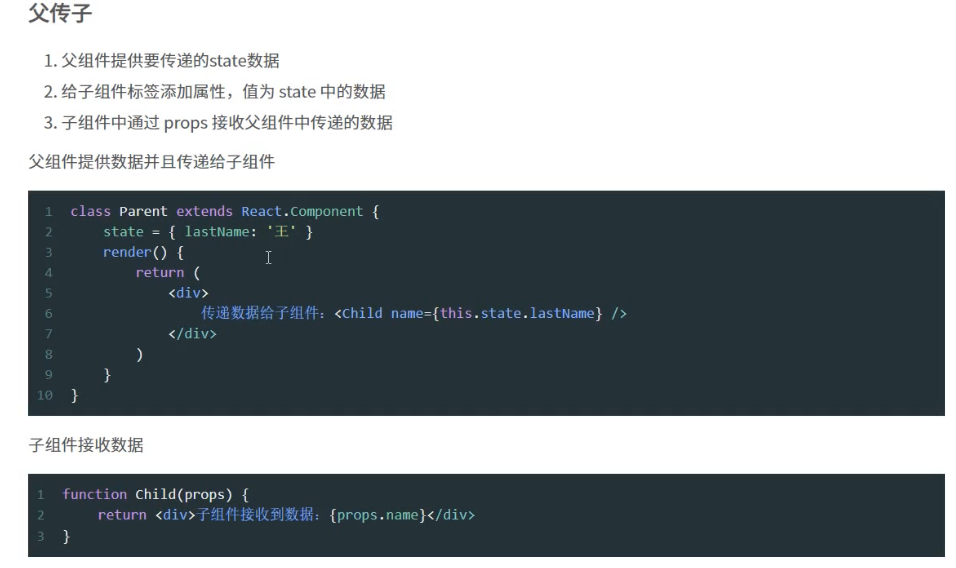 父传子
1. 父组件提供要传递的state数据
2. 给子组件标签添加属性，值为 state 中的数据
3. 子组件中通过 props 接收父组件中传递的数据
父组件提供数据并且传递给子组件
1 class Parent extends React.Component {
2     state = { lastName: '王' }
3     render() {
4         return (
5             <div>
6                 传递数据给子组件：<Child name={this.state.lastName} />
7             </div>
8         )
9     }
10 }
子组件接收数据
1 function Child(props) {
2     return <div>子组件接收到数据：{props.name}</div>
3 }